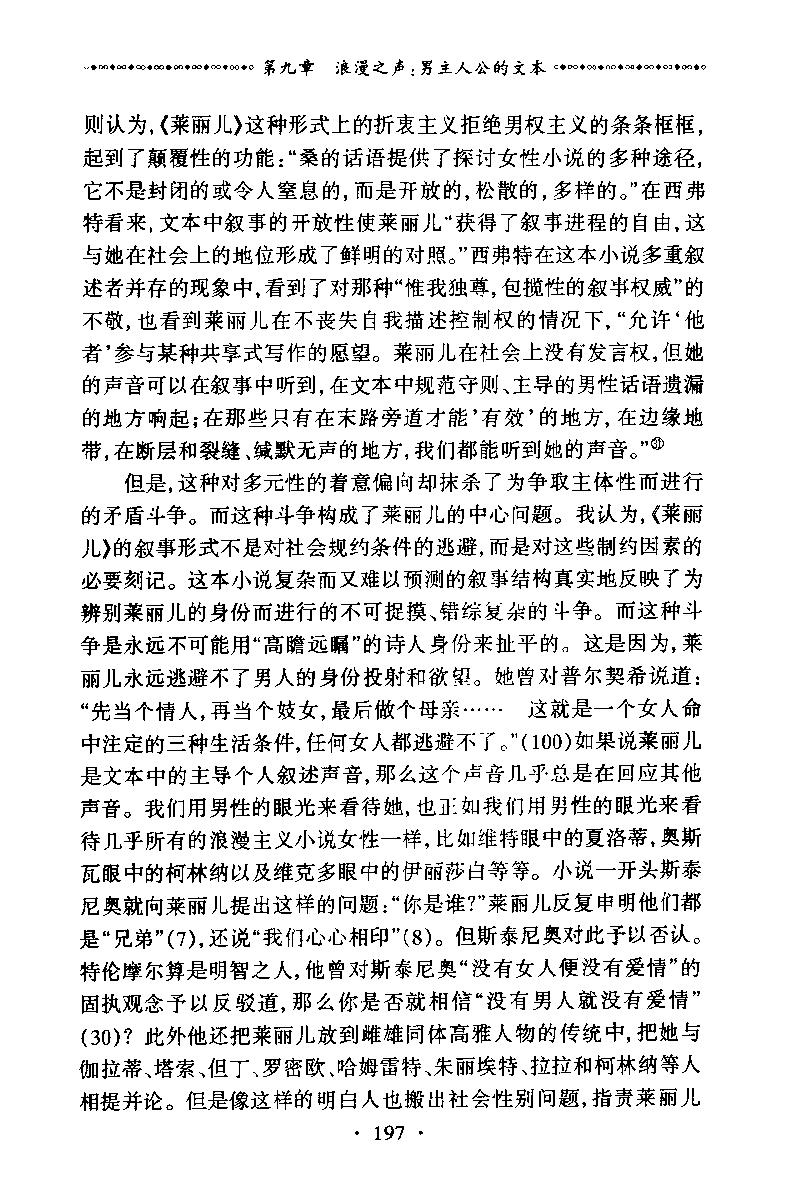 第九章 浪漫之声:男主人公的文本
则认为,《莱丽儿》这种形式上的折衷主义拒绝男权主义的条条框框,
起到了颠覆性的功能:“桑的话语提供了探讨女性小说的多种途径,
它不是封闭的或令人窒息的,而是开放的,松散的,多样的。”在西弗
特看来,文本中叙事的开放性使莱丽儿“获得了叙事进程的自由,这
与她在社会上的地位形成了鲜明的对照。”西弗特在这本小说多重叙
述者并存的现象中,看到了对那种“惟我独尊,包揽性的叙事权威”的
不敬,也看到莱丽儿在不丧失自我描述控制权的情况下,“允许‘他
者’参与某种共享式写作的愿望。莱丽儿在社会上没有发言权,但她
的声音可以在叙事中听到,在文本中规范守则、主导的男性话语遗漏
的地方响起;在那些只有在末路旁道才能’有效’的地方,在边缘地
带,在断层和裂缝、缄默无声的地方,我们都能听到她的声音。”㉛
但是,这种对多元性的着意偏向却抹杀了为争取主体性而进行
的矛盾斗争。而这种斗争构成了莱丽儿的中心问题。我认为,《莱丽
儿》的叙事形式不是对社会规约条件的逃避,而是对这些制约因素的
必要刻记。这本小说复杂而又难以预测的叙事结构真实地反映了为
辨别莱丽儿的身份而进行的不可捉摸、错综复杂的斗争。而这种斗
争是永远不可能用“高瞻远瞩”的诗人身份来扯平的。这是因为,莱
丽儿永远逃避不了男人的身份投射和欲望。她曾对普尔契希说道:
“先当个情人,再当个妓女,最后做个母亲…… 这就是一个女人命
中注定的三种生活条件,任何女人都逃避不了。”(100)如果说莱丽儿
是文本中的主导个人叙述声音,那么这个声音几乎总是在回应其他
声音。我们用男性的眼光来看待她,也正如我们用男性的眼光来看
待几乎所有的浪漫主义小说女性一样,比如维特眼中的夏洛蒂,奥斯
瓦眼中的柯林纳以及维克多眼中的伊丽莎白等等。小说一开头斯泰
尼奥就向莱丽儿提出这样的问题:“你是谁?”莱丽儿反复申明他们都
是“兄弟”(7),还说“我们心心相印”(8)。但斯泰尼奥对此予以否认。
特伦摩尔算是明智之人,他曾对斯泰尼奥“没有女人便没有爱情”的
固执观念予以反驳道,那么你是否就相信“没有男人就没有爱情”
(30)?此外他还把莱丽儿放到雌雄同体高雅人物的传统中,把她与
伽拉蒂、塔索、但丁、罗密欧、哈姆雷特、朱丽埃特、拉拉和柯林纳等人
相提并论。但是像这样的明白人也搬出社会性别问题,指责莱丽儿
· 197 ·